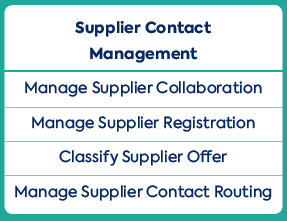 Supplier Contact
Management
Manage Supplier Collaboration
Manage Supplier Registration
Classify Supplier Offer
Manage Supplier Contact Routing